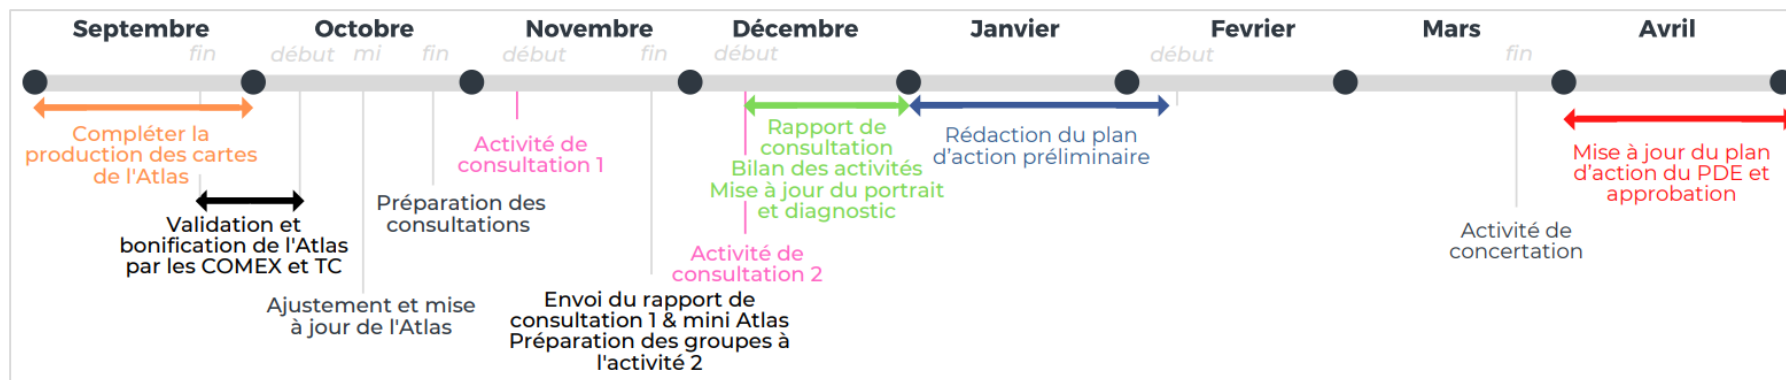 Septembre
Octobre
Novembre
Décembre
Janvier
Fevrier
Mars
Avril
fin
début
mi
fin
début
fin
début
début
fin
Compléter la
production des cartes
de l'Atlas
Validation et
bonification de l'Atlas
par les COMEX et TC
Ajustement et mise
à jour de l'Atlas
Préparation des
consultations
Activité de
consultation 1
Envoi du rapport de
consultation 1 & mini Atlas
Préparation des groupes à
l'activité 2
Rapport de
consultation
Bilan des activités
Mise à jour du portrait
et diagnostic
Activité de
consultation 2
Rédaction du plan
d'action préliminaire
Activité de
concertation
Mise à jour du plan
d'action du PDE et
approbation